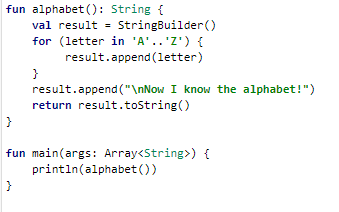 fun alphabet(): String {
    val result = StringBuilder()
    for (letter in 'A'..'Z') {
         result.append(letter)
    }
    result.append("\nNow I know the alphabet!")
    return result.toString()
}

fun main(args: Array<String>) {
    println(alphabet())
}